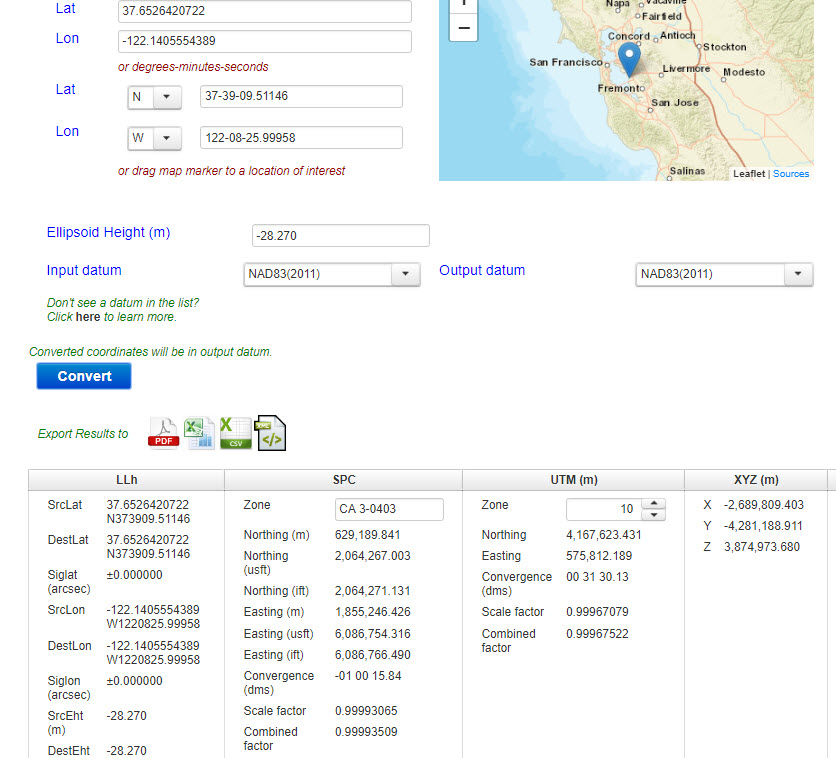 Lat 37.6526420722
Lon -122.1405554389
or degrees-minutes-seconds
Lat N 37-39-09.51146
Lon W 122-08-25.99958
or drag map marker to a location of interest
+
−
Napa
Vacaville
Fairfield
Concord
Antioch
Stockton
San Francisco
Livermore
Modesto
Fremont
San Jose
Salinas
Leaflet | Sources
Ellipsoid Height (m) -28.270
Input datum NAD83(2011) Output datum NAD83(2011)
Don't see a datum in the list?
Click here to learn more.
Converted coordinates will be in output datum.
Convert
Export Results to PDF CSV </>
LLh SPC UTM (m) XYZ (m)
SrcLat 37.6526420722
N373909.51146
DestLat 37.6526420722
N373909.51146
Siglat ±0.000000
(arcsec)
SrcLon -122.1405554389
W1220825.99958
DestLon -122.1405554389
W1220825.99958
Siglon ±0.000000
(arcsec)
SrcEht -28.270
(m)
DestEht -28.270
Zone CA 3-0403
Northing (m) 629,189.841
Northing 2,064,267.003
(usft)
Northing (ift) 2,064,271.131
Easting (m) 1,855,246.426
Easting (usft) 6,086,754.316
Easting (ift) 6,086,766.490
Convergence -01 00 15.84
(dms)
Scale factor 0.99993065
Combined 0.99993509
factor
Zone 10
Northing 4,167,623.431
Easting 575,812.189
Convergence 00 31 30.13
(dms)
Scale factor 0.99967079
Combined 0.99967522
factor
X -2,689,809.403
Y -4,281,188.911
Z 3,874,973.680